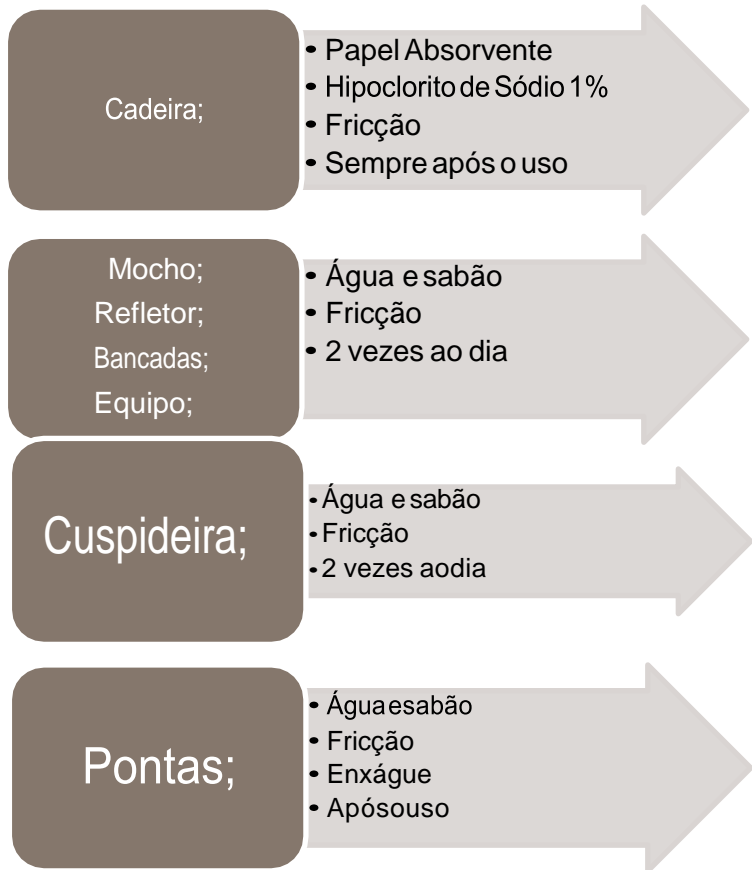 Cadeira;
• Papel Absorvente
• Hipoclorito de Sódio 1%
• Fricção
• Sempre após o uso
Mocho;
Refletor;
Bancadas;
Equipo;
• Água e sabão
• Fricção
• 2 vezes ao dia
Cuspideira;
• Água e sabão
• Fricção
• 2 vezes aodia
Pontas;
• Águaesabão
• Fricção
• Enxágue
• Apósouso